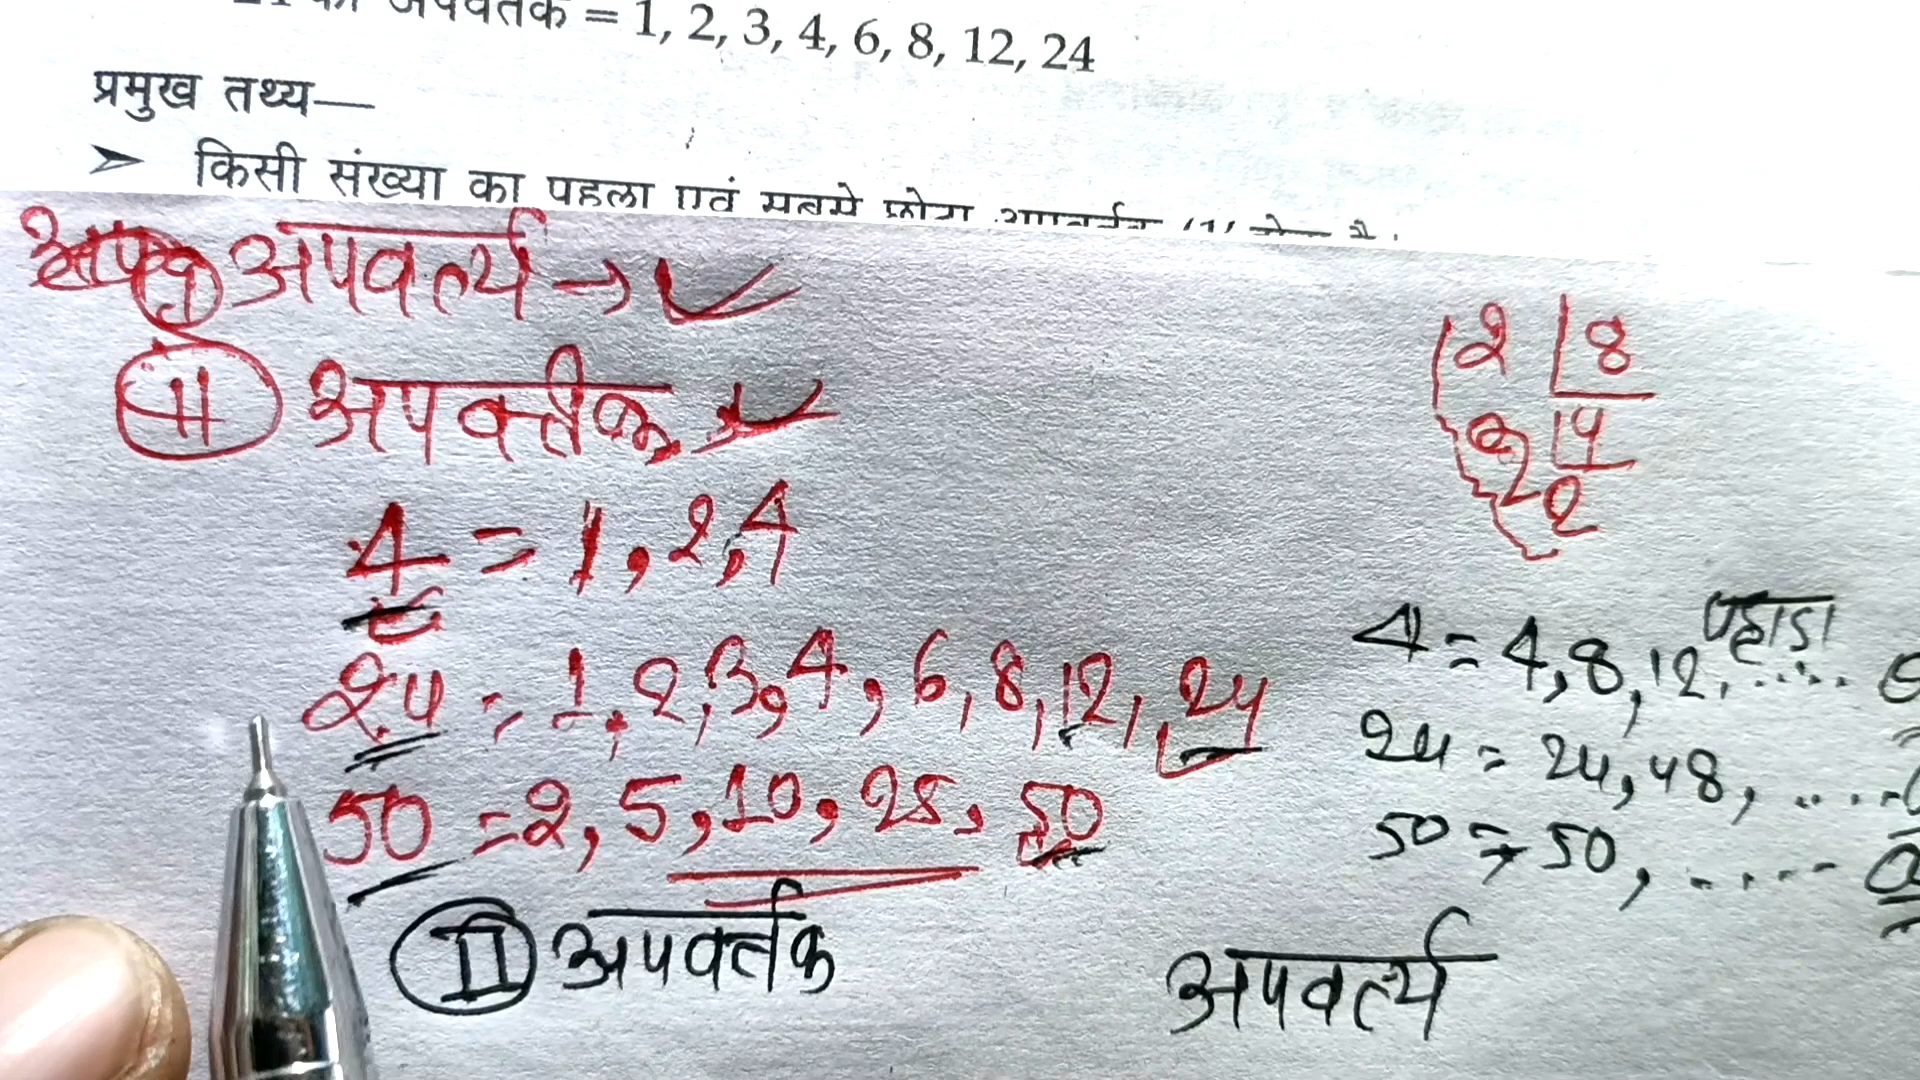 का अपवर्तक = 1, 2, 3, 4, 6, 8, 12, 24
प्रमुख तथ्य—
➢ किसी संख्या का पहला एवं सबसे
अपवर्त्य →
II अपवर्तक
4 = 1, 2, 4
24 = 1, 2, 3, 4, 6, 8, 12, 24
50 = 2, 5, 10, 25, 50
II अपवर्तक
2 8
4
2
पहाडा
4 = 4, 8, 12, .....
24 = 24, 48, ....
50 = 50, ....
अपवर्त्य